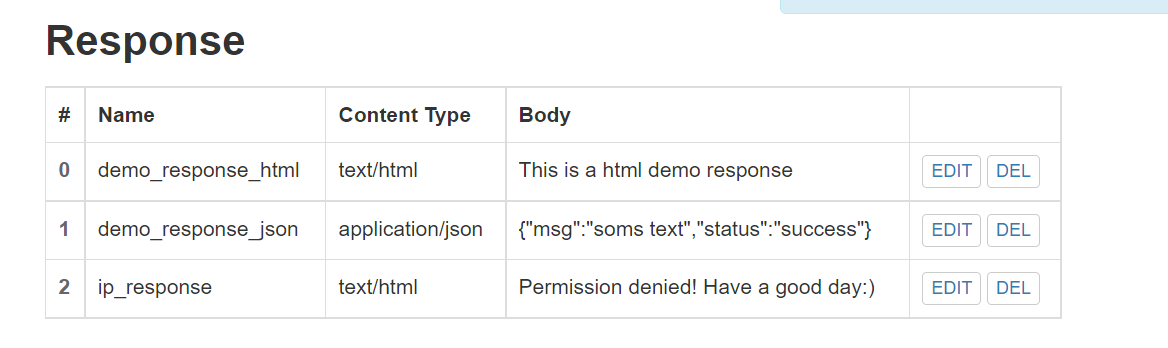 Response
# Name Content Type Body
0 demo_response_html text/html This is a html demo response EDIT DEL
1 demo_response_json application/json {"msg":"soms text","status":"success"} EDIT DEL
2 ip_response text/html Permission denied! Have a good day:) EDIT DEL